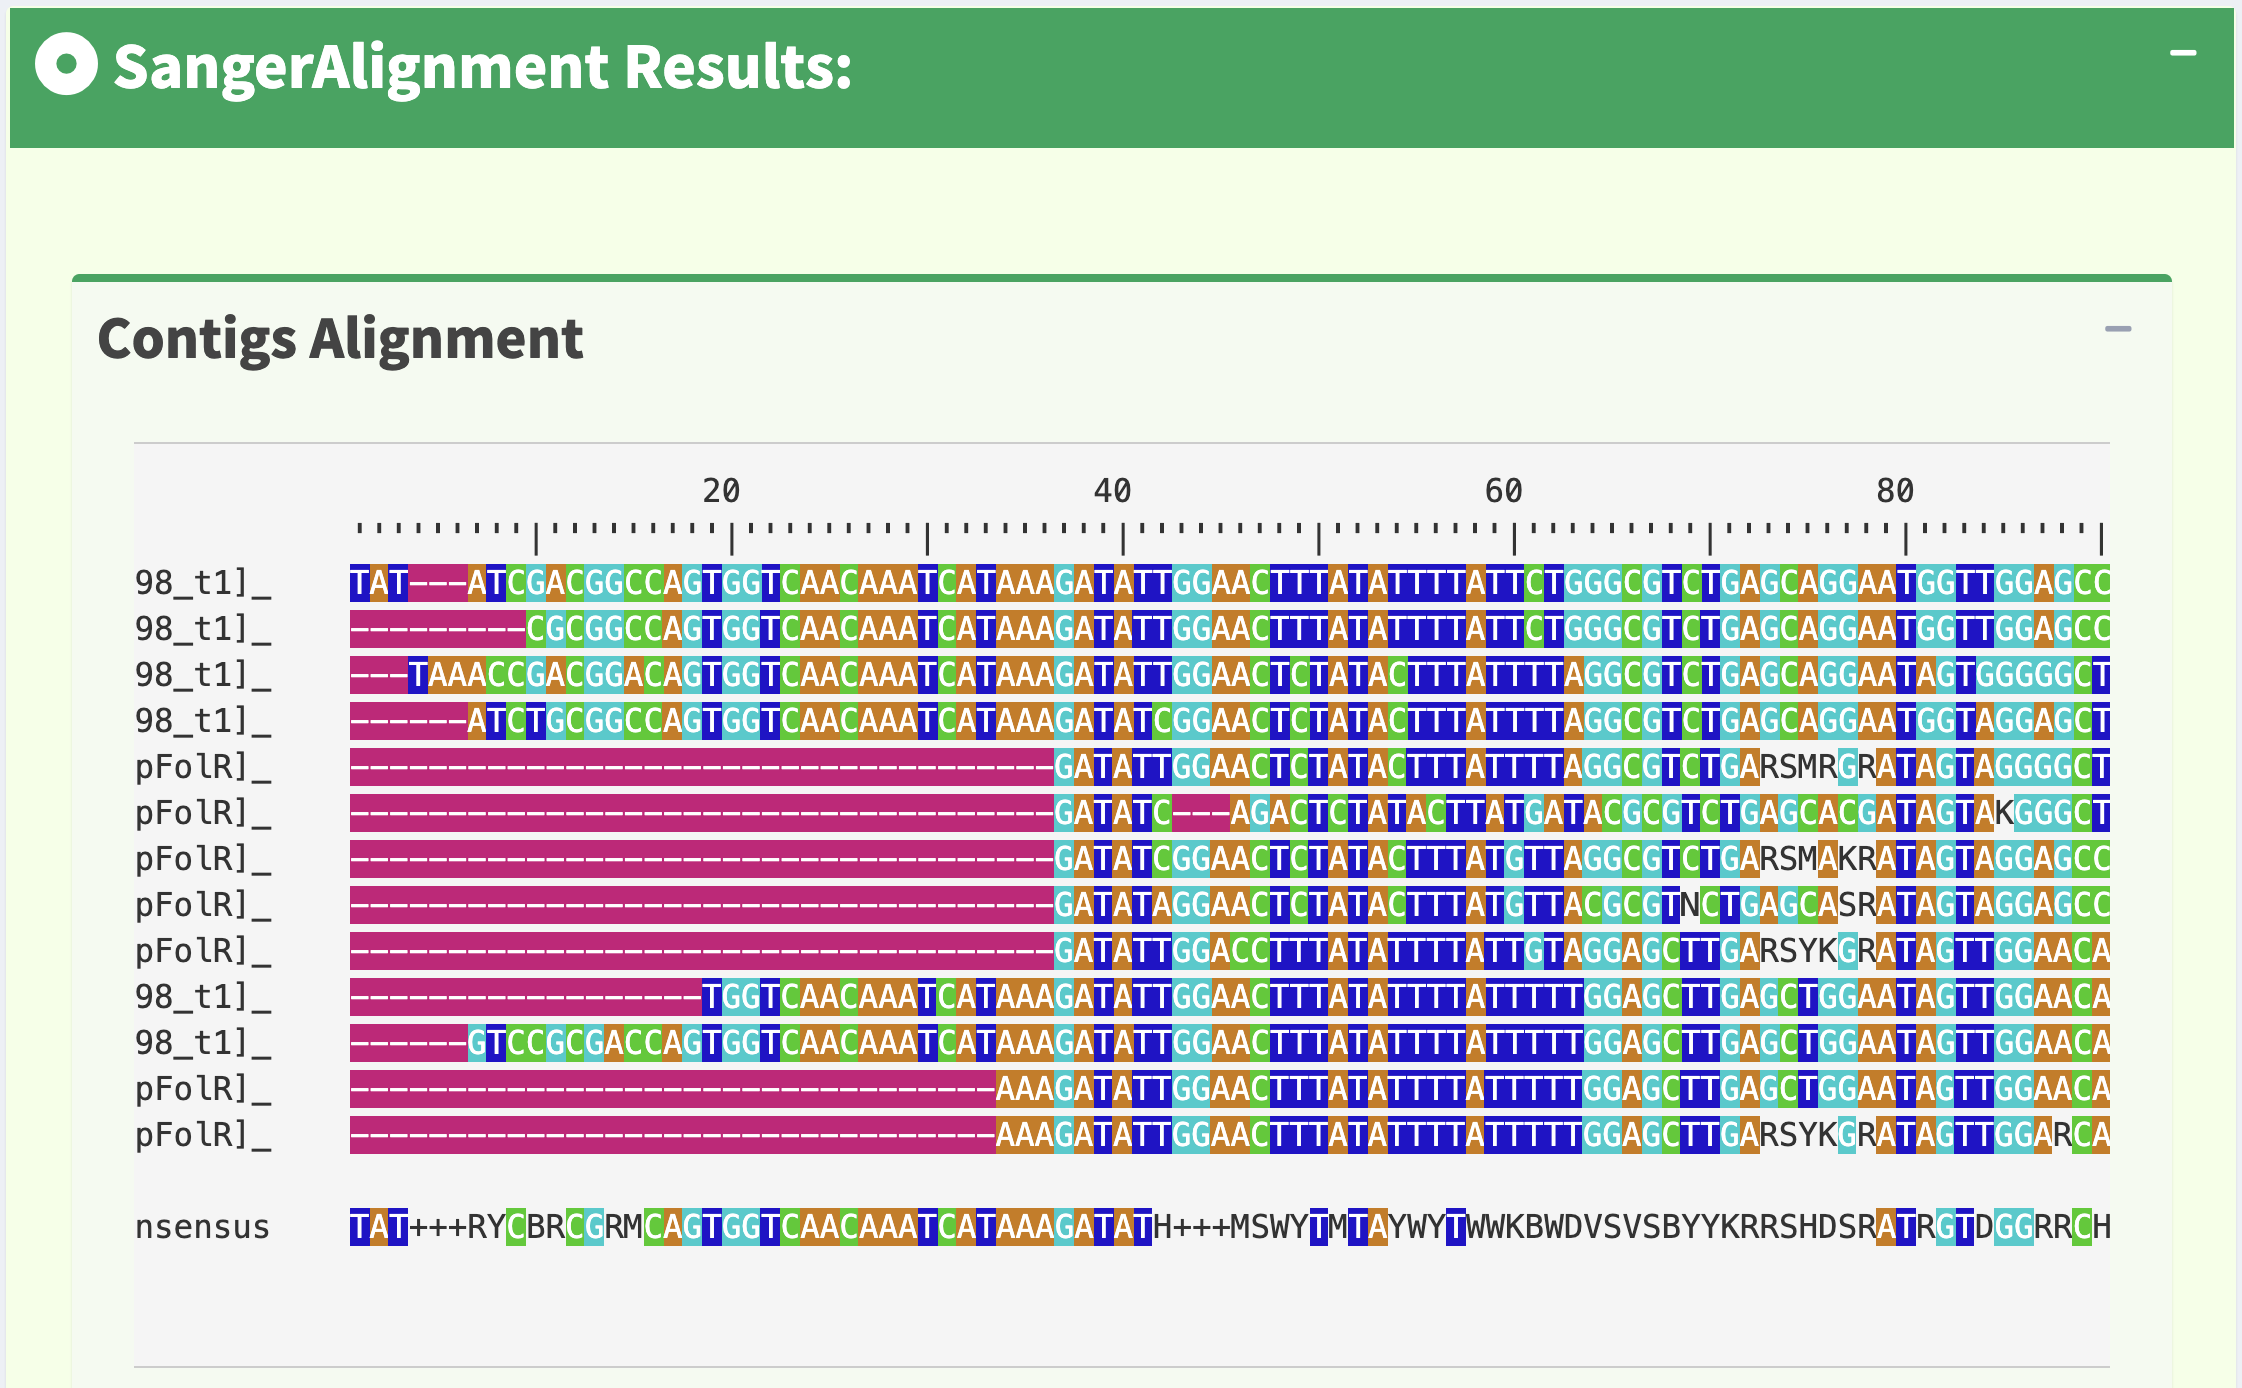 SangerAlignment Results:
Contigs Alignment
20 40 60 80
98_t1]_ TAT---ATCGACGGCCAGTGGTCAACAAATCATAAAGATATTGGAACTTTATATTTTATTCTGGGCGTCTGAGCAGGAATGGTTGGAGCC
98_t1]_ ---------CGCGGCCAGTGGTCAACAAATCATAAAGATATTGGAACTTTATATTTTATTCTGGGCGTCTGAGCAGGAATGGTTGGAGCC
98_t1]_ ---TAAACCGACGGACAGTGGTCAACAAATCATAAAGATATTGGAACTCTATACTTTATTTTAGGCGTCTGAGCAGGAATAGTGGGGGCT
98_t1]_ ------ATCTGCGGCCAGTGGTCAACAAATCATAAAGATATCGGAACTCTATACTTTATTTTAGGCGTCTGAGCAGGAATGGTAGGAGCT
pFolR]_ ------------------------------------GATATTGGAACTCTATACTTTATTTTAGGCGTCTGARSMRGRATAGTAGGGGCT
pFolR]_ ------------------------------------GATATC---AGACTCTATACTTATGATACGCGTCTGAGCACGATAGTAKGGGCT
pFolR]_ ------------------------------------GATATCGGAACTCTATACTTTATGTTAGGCGTCTGARSMAKRATAGTAGGAGCC
pFolR]_ ------------------------------------GATATAGGAACTCTATACTTTATGTTACGCGTNCTGAGCASRATAGTAGGAGCC
pFolR]_ ------------------------------------GATATTGGACCTTTATATTTTATTGTAGGAGCTTGARSYKGRATAGTTGGAACA
98_t1]_ ------------------TGGTCAACAAATCATAAAGATATTGGAACTTTATATTTTATTTTTGGAGCTTGAGCTGGAATAGTTGGAACA
98_t1]_ ------GTCCGCGACCAGTGGTCAACAAATCATAAAGATATTGGAACTTTATATTTTATTTTTGGAGCTTGAGCTGGAATAGTTGGAACA
pFolR]_ ---------------------------------AAAGATATTGGAACTTTATATTTTATTTTTGGAGCTTGAGCTGGAATAGTTGGAACA
pFolR]_ ---------------------------------AAAGATATTGGAACTTTATATTTTATTTTTGGAGCTTGARSYKGRATAGTTGGARCA
nsensus TAT+++RYCBRCGRMCAGTGGTCAACAAATCATAAAGATATH+++MSWYTMTAYWYTWWKBWDVSVSBYYKRRSHDSRATRGTDGGRRCH